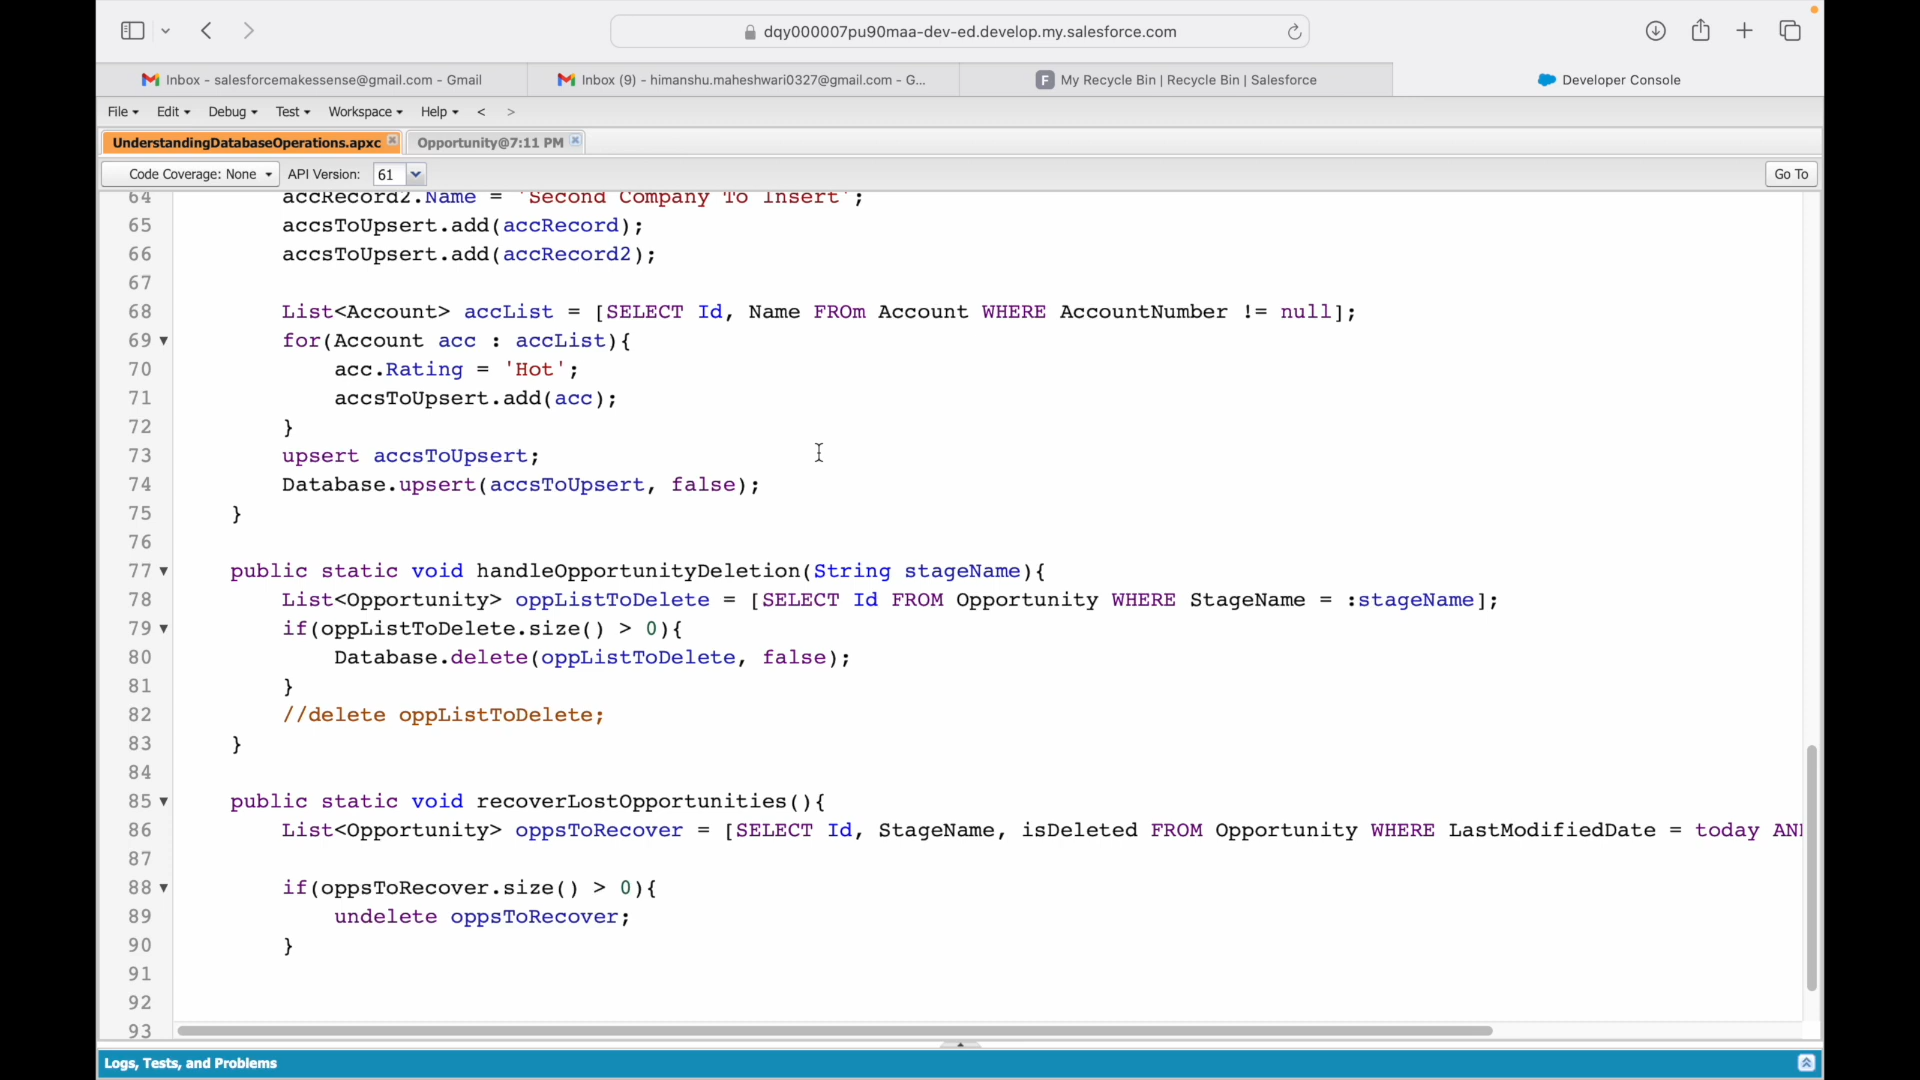 dqy000007pu90maa-dev-ed.develop.my.salesforce.com
Inbox - salesforcemakessense@gmail.com - Gmail
Inbox (9) - himanshu.maheshwari0327@gmail.com - G...
F My Recycle Bin | Recycle Bin | Salesforce
Developer Console
File Edit Debug Test Workspace Help < >
UnderstandingDatabaseOperations.apxc
Opportunity@7:11 PM
Code Coverage: None API Version: 61 Go To
64 accRecord2.Name = 'Second Company To Insert';
65 accsToUpsert.add(accRecord);
66 accsToUpsert.add(accRecord2);
67
68 List<Account> accList = [SELECT Id, Name FROm Account WHERE AccountNumber != null];
69 for(Account acc : accList){
70 acc.Rating = 'Hot';
71 accsToUpsert.add(acc);
72 }
73 upsert accsToUpsert;
74 Database.upsert(accsToUpsert, false);
75 }
76
77 public static void handleOpportunityDeletion(String stageName){
78 List<Opportunity> oppListToDelete = [SELECT Id FROM Opportunity WHERE StageName = :stageName];
79 if(oppListToDelete.size() > 0){
80 Database.delete(oppListToDelete, false);
81 }
82 //delete oppListToDelete;
83 }
84
85 public static void recoverLostOpportunities(){
86 List<Opportunity> oppsToRecover = [SELECT Id, StageName, isDeleted FROM Opportunity WHERE LastModifiedDate = today AN
87
88 if(oppsToRecover.size() > 0){
89 undelete oppsToRecover;
90 }
91
92
93
Logs, Tests, and Problems